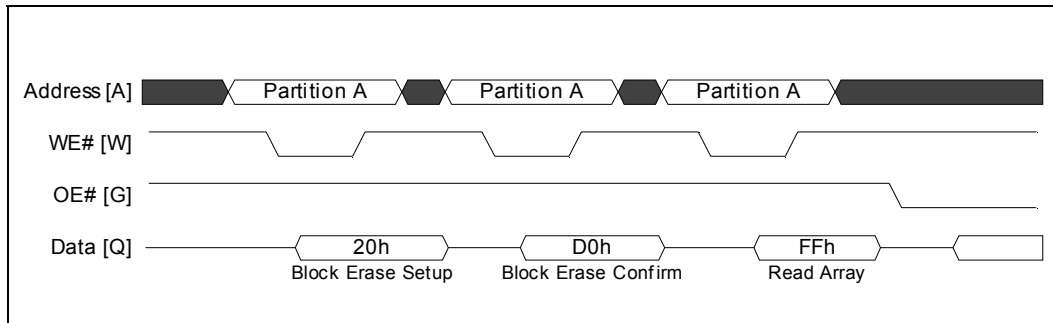 Address [A] Partition A Partition A Partition A
WE# [W]
OE# [G]
Data [Q] 20h D0h FFh
Block Erase Setup Block Erase Confirm Read Array